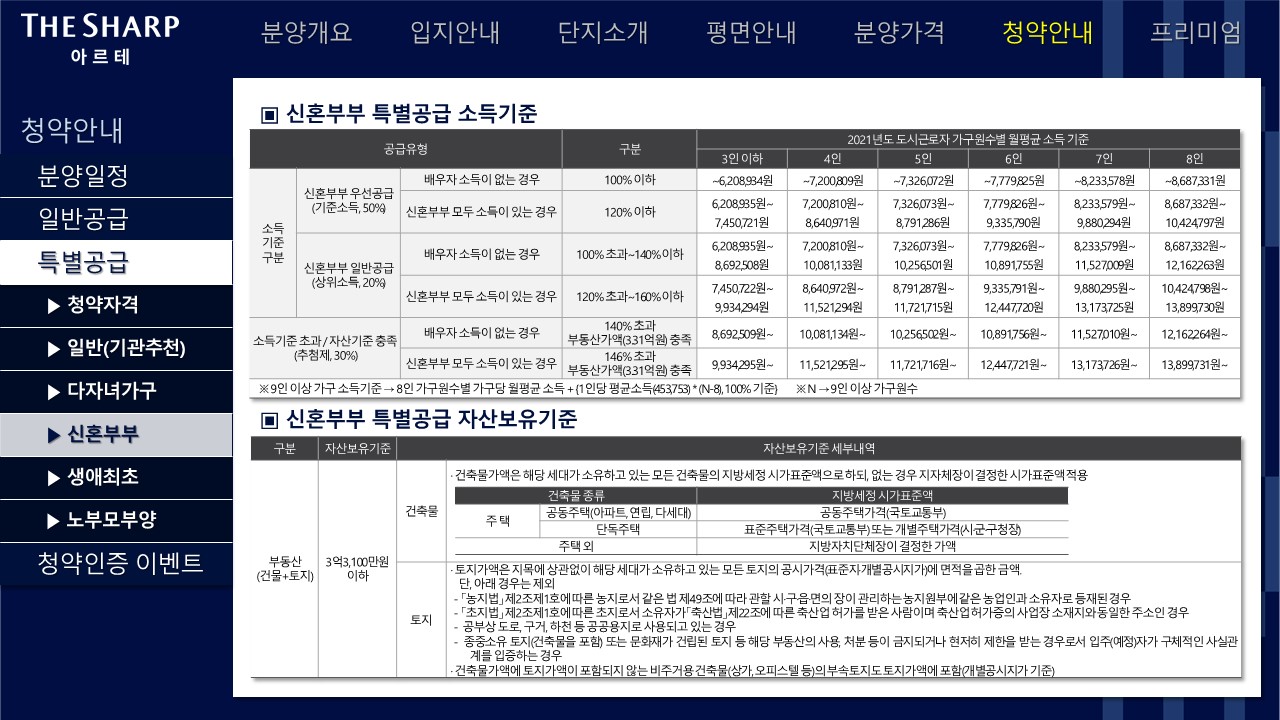 THE SHARP
아르테
분양개요 입지안내 단지소개 평면안내 분양가격 청약안내 프리미엄
청약안내
분양일정
일반공급
특별공급
▶ 청약자격
▶ 일반(기관추천)
▶ 다자녀가구
▶ 신혼부부
▶ 생애최초
▶ 노부모부양
청약인증 이벤트
▣ 신혼부부 특별공급 소득기준
공급유형 구분 2021년도 도시근로자 가구원수별 월평균 소득 기준
3인 이하 4인 5인 6인 7인 8인
소득
기준
구분
신혼부부 우선공급
(기준소득, 50%)
배우자 소득이 없는 경우 100% 이하 ~6,208,934원 ~7,200,809원 ~7,326,072원 ~7,779,825원 ~8,233,578원 ~8,687,331원
신혼부부 모두 소득이 있는 경우 120% 이하 6,208,935원~ 7,200,810원~ 7,326,073원~ 7,779,826원~ 8,233,579원~ 8,687,332원~
7,450,721원 8,640,971원 8,791,286원 9,335,790원 9,880,294원 10,424,797원
신혼부부 일반공급
(상위소득, 20%)
배우자 소득이 없는 경우 100% 초과~140%이하 6,208,935원~ 7,200,810원~ 7,326,073원~ 7,779,826원~ 8,233,579원~ 8,687,332원~
8,692,508원 10,081,133원 10,256,501원 10,891,755원 11,527,009원 12,162,263원
신혼부부 모두 소득이 있는 경우 120% 초과~160%이하 7,450,722원~ 8,640,972원~ 8,791,287원~ 9,335,791원~ 9,880,295원~ 10,424,798원~
9,934,294원 11,521,294원 11,721,715원 12,447,720원 13,173,725원 13,899,730원
소득기준 초과 / 자산기준 충족
(추첨제, 30%)
배우자 소득이 없는 경우 140% 초과
부동산가액(3.31억원) 충족 8,692,509원~ 10,081,134원~ 10,256,502원~ 10,891,756원~ 11,527,010원~ 12,162,264원~
신혼부부 모두 소득이 있는 경우 146% 초과
부동산가액(3.31억원) 충족 9,934,295원~ 11,521,295원~ 11,721,716원~ 12,447,721원~ 13,173,726원~ 13,899,731원~
※ 9인 이상 가구 소득기준 → 8인 가구원수별 가구당 월평균 소득 + {1인당 평균소득(453,753) * (N-8), 100% 기준} ※ N → 9인 이상 가구원수
▣ 신혼부부 특별공급 자산보유기준
구분 자산보유기준 자산보유기준 세부내역
부동산
(건물+토지)
3억3,100만원
이하
건축물
· 건축물가액은 해당 세대가 소유하고 있는 모든 건축물의 지방세정 시가표준액으로 하되, 없는 경우 지자체장이 결정한 시가표준액 적용
건축물 종류 지방세정 시가표준액
주 택 공동주택(아파트, 연립, 다세대) 공동주택가격(국토교통부)
단독주택 표준주택가격(국토교통부) 또는 개별주택가격(시·군·구청장)
주택 외 지방자치단체장이 결정한 가액
토지
· 토지가액은 지목에 상관없이 해당 세대가 소유하고 있는 모든 토지의 공시가격(표준자·개별공시지가)에 면적을 곱한 금액.
단, 아래 경우는 제외
- 「농지법」 제2조제1호에 따른 농지로서 같은 법 제49조에 따라 관할 시·구·읍·면의 장이 관리하는 농지원부에 같은 농업인과 소유자로 등재된 경우
- 「초지법」 제2조제1호에 따른 초지로서 소유자가 「축산법」 제22조에 따른 축산업 허가를 받은 사람이며 축산업 허가증의 사업장 소재지와 동일한 주소인 경우
- 공부상 도로, 구거, 하천 등 공공용지로 사용되고 있는 경우
- 종중소유 토지(건축물을 포함) 또는 문화재가 건립된 토지 등 해당 부동산의 사용, 처분 등이 금지되거나 현저히 제한을 받는 경우로서 입주(예정)자가 구체적인 사실관
계를 입증하는 경우
· 건축물가액에 토지가액이 포함되지 않는 비주거용 건축물(상가, 오피스텔 등)의 부속토지도 토지가액에 포함(개별공시지가 기준)